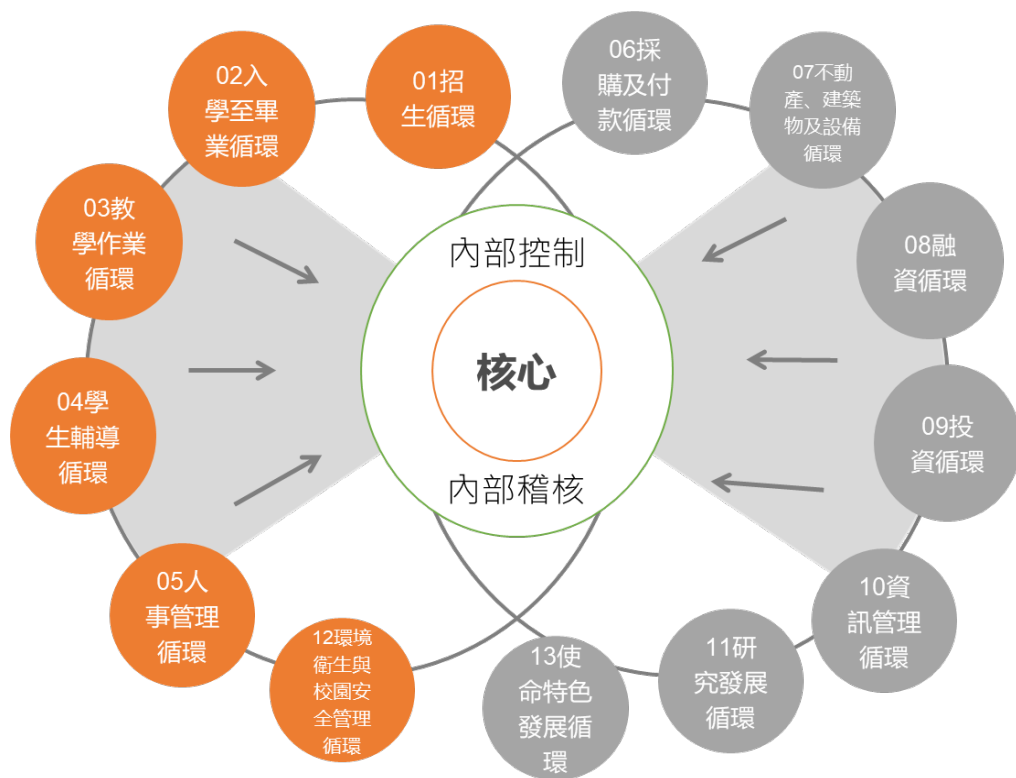 01招
生循環
02入
學至畢
業循環
03教
學作業
循環
04學
生輔導
循環
05人
事管理
循環
12環境
衛生與
校園安
全管理
循環
內部控制
核心
內部稽核
06採
購及付
款循環
07不動
產、建築
物及設備
循環
08融
資循環
09投
資循環
10資
訊管理
循環
11研
究發展
循環
13使
命特色
發展循
環